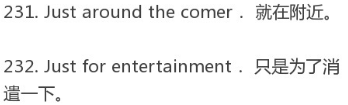 231. Just around the comer． 就在附近。
232. Just for entertainment． 只是为了消
遣一下。